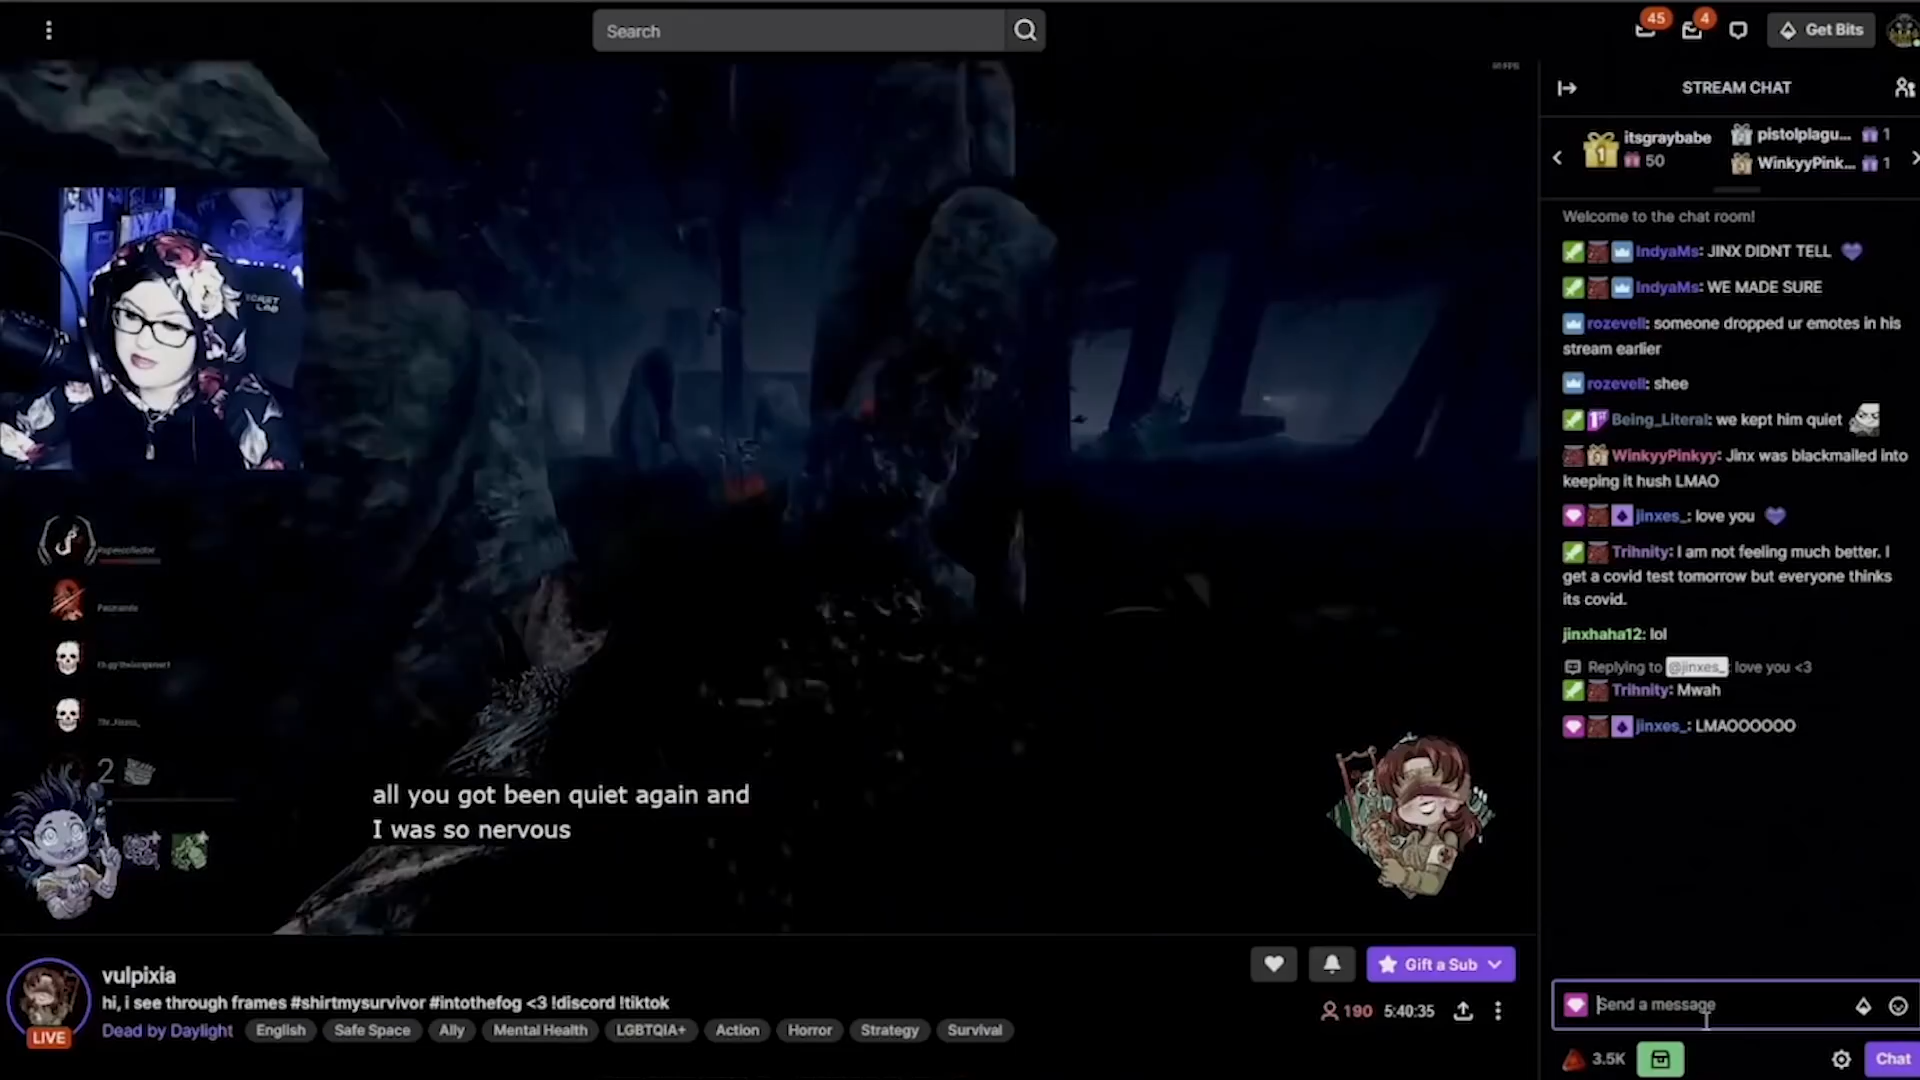 Search
45
4
Get Bits
60 FPS
STREAM CHAT
itsgraybabe
50
pistolplagu... 1
WinkyyPink... 1
Welcome to the chat room!
IndyaMs: JINX DIDNT TELL
IndyaMs: WE MADE SURE
rozevell: someone dropped ur emotes in his
stream earlier
rozevell: shee
Being_Literal: we kept him quiet
WinkyyPinkyy: Jinx was blackmailed into
keeping it hush LMAO
jinxes_: love you
Trihnity: I am not feeling much better. I
get a covid test tomorrow but everyone thinks
its covid.
jinxhaha12: lol
Replying to @jinxes_: love you <3
Trihnity: Mwah
jinxes_: LMAOOOOOO
2
all you got been quiet again and
I was so nervous
vulpixia
hi, i see through frames #shirtmysurvivor #intothefog <3 !discord !tiktok
Dead by Daylight English Safe Space Ally Mental Health LGBTQIA+ Action Horror Strategy Survival
LIVE
Gift a Sub
190 5:40:35
Send a message
3.5K
Chat